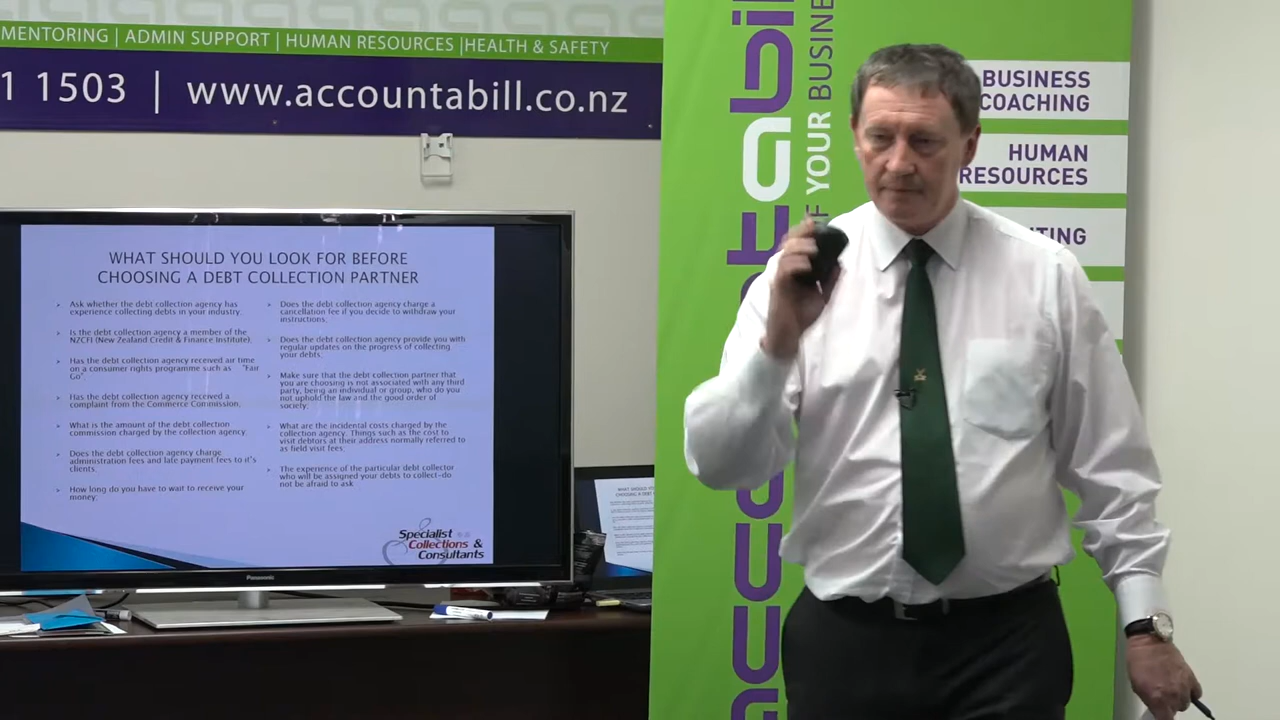 MENTORING | ADMIN SUPPORT | HUMAN RESOURCES |HEALTH & SAFETY
1 1503 | www.accountabill.co.nz
WHAT SHOULD YOU LOOK FOR BEFORE
CHOOSING A DEBT COLLECTION PARTNER
Ask whether the debt collection agency has
experience collecting debts in your industry.
Is the debt collection agency a member of the
NZCFI (New Zealand Credit & Finance Institute).
Has the debt collection agency received air time
on a consumer rights programme such as "Fair
Go".
Has the debt collection agency received a
complaint from the Commerce Commission.
What is the amount of the debt collection
commission charged by the collection agency.
Does the debt collection agency charge
administration fees and late payment fees to it's
clients.
How long do you have to wait to receive your
money.
Does the debt collection agency charge a
cancellation fee if you decide to withdraw your
instructions.
Does the debt collection agency provide you with
regular updates on the progress of collecting
your debts.
Make sure that the debt collection partner that
you are choosing is not associated with any third
party, being an individual or group, who do you
not uphold the law and the good order of
society.
What are the incidental costs charged by the
collection agency. Things such as the cost to
visit debtors at their address normally referred to
as field visit fees.
The experience of the particular debt collector
who will be assigned your debts to collect-do
not be afraid to ask
Specialist
Collections &
Consultants
Panasonic
WHAT SHOULD
CHOOSING A DEBT
accountabil
F YOUR BUSINE
BUSINESS
COACHING
HUMAN
RESOURCES
TING